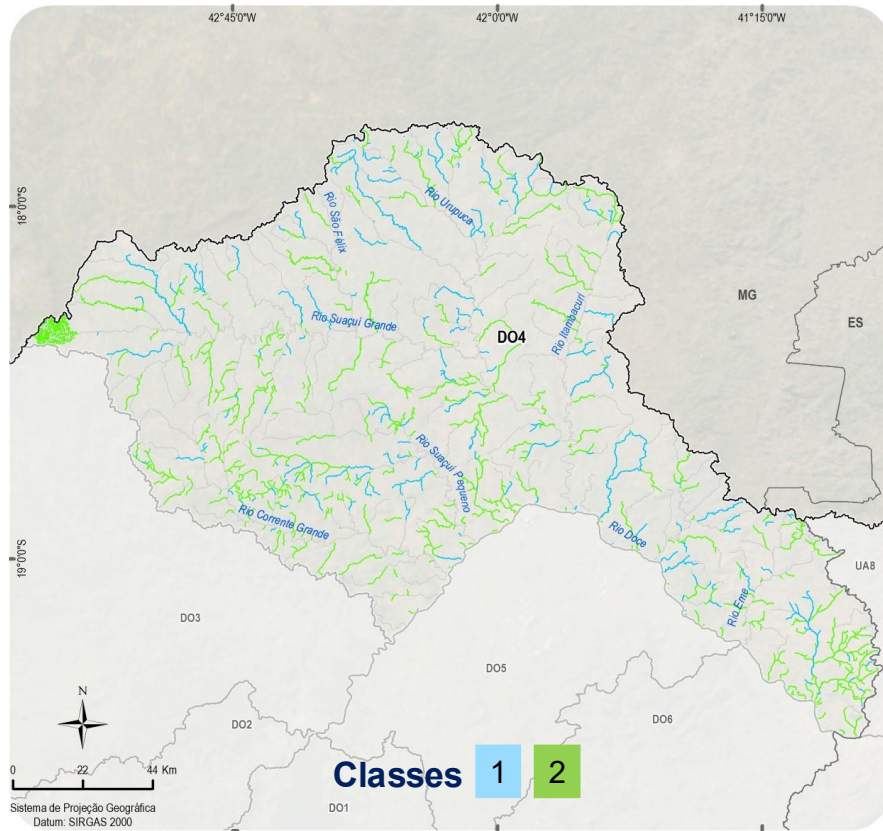 42°45'0"W
42°0'0"W
41°15'0"W
18°0'0"S
Rio São Félix
Rio Urupuca
MG
ES
Rio Suaçuí Grande
DO4
Rio Itambacuri
Rio Suaçuí Pequeno
Rio Corrente Grande
Rio Doce
19°0'0"S
UA8
Rio Eme
DO3
DO5
N
DO2
DO6
0 22 44 Km
Classes 1 2
Sistema de Projeção Geográfica
Datum: SIRGAS 2000
DO1